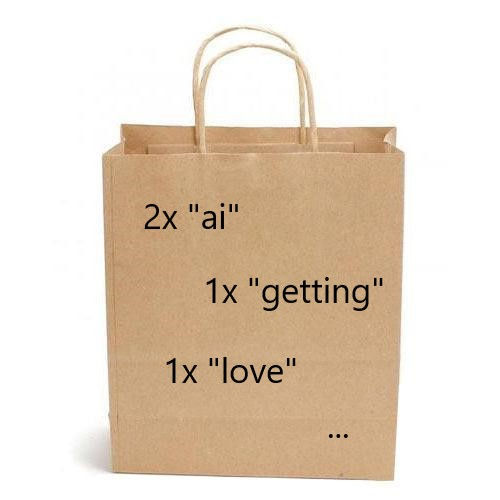 2x "ai"
1x "getting"
1x "love"
...